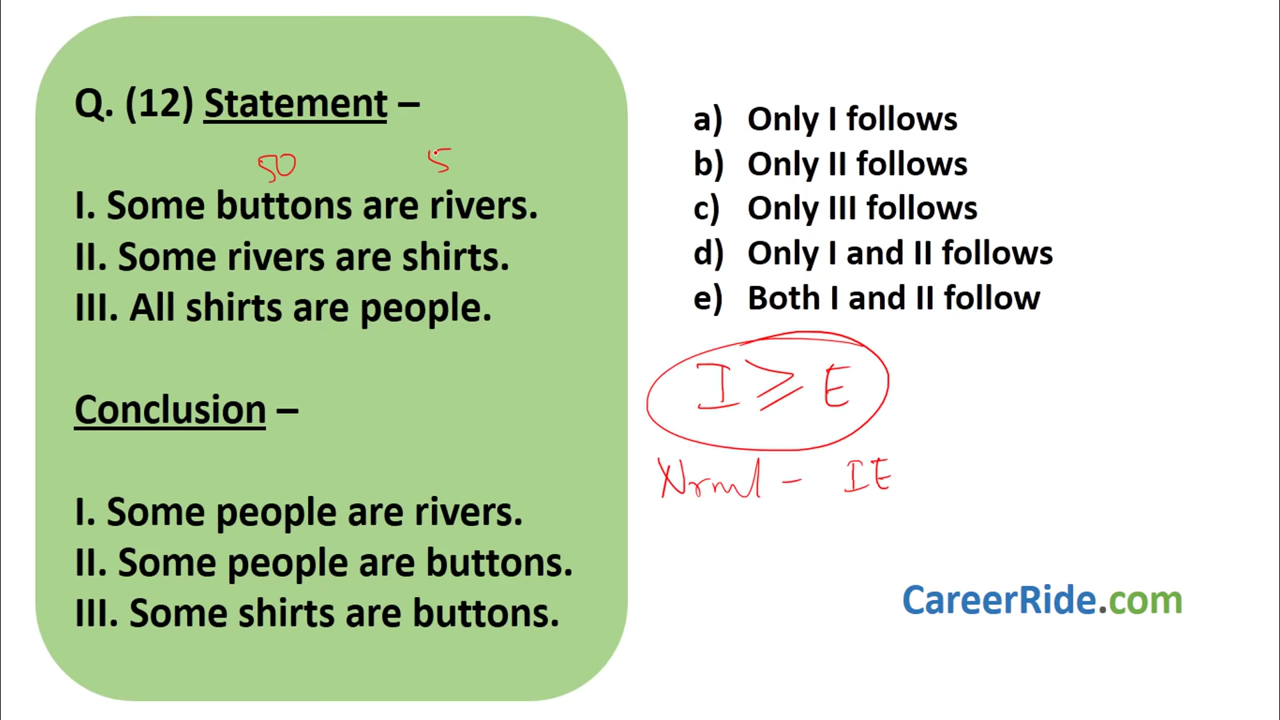 Q. (12) Statement –
50 5
I. Some buttons are rivers.
II. Some rivers are shirts.
III. All shirts are people.
Conclusion –
I. Some people are rivers.
II. Some people are buttons.
III. Some shirts are buttons.
a) Only I follows
b) Only II follows
c) Only III follows
d) Only I and II follows
e) Both I and II follow
I ⩾ E
– IE
CareerRide.com